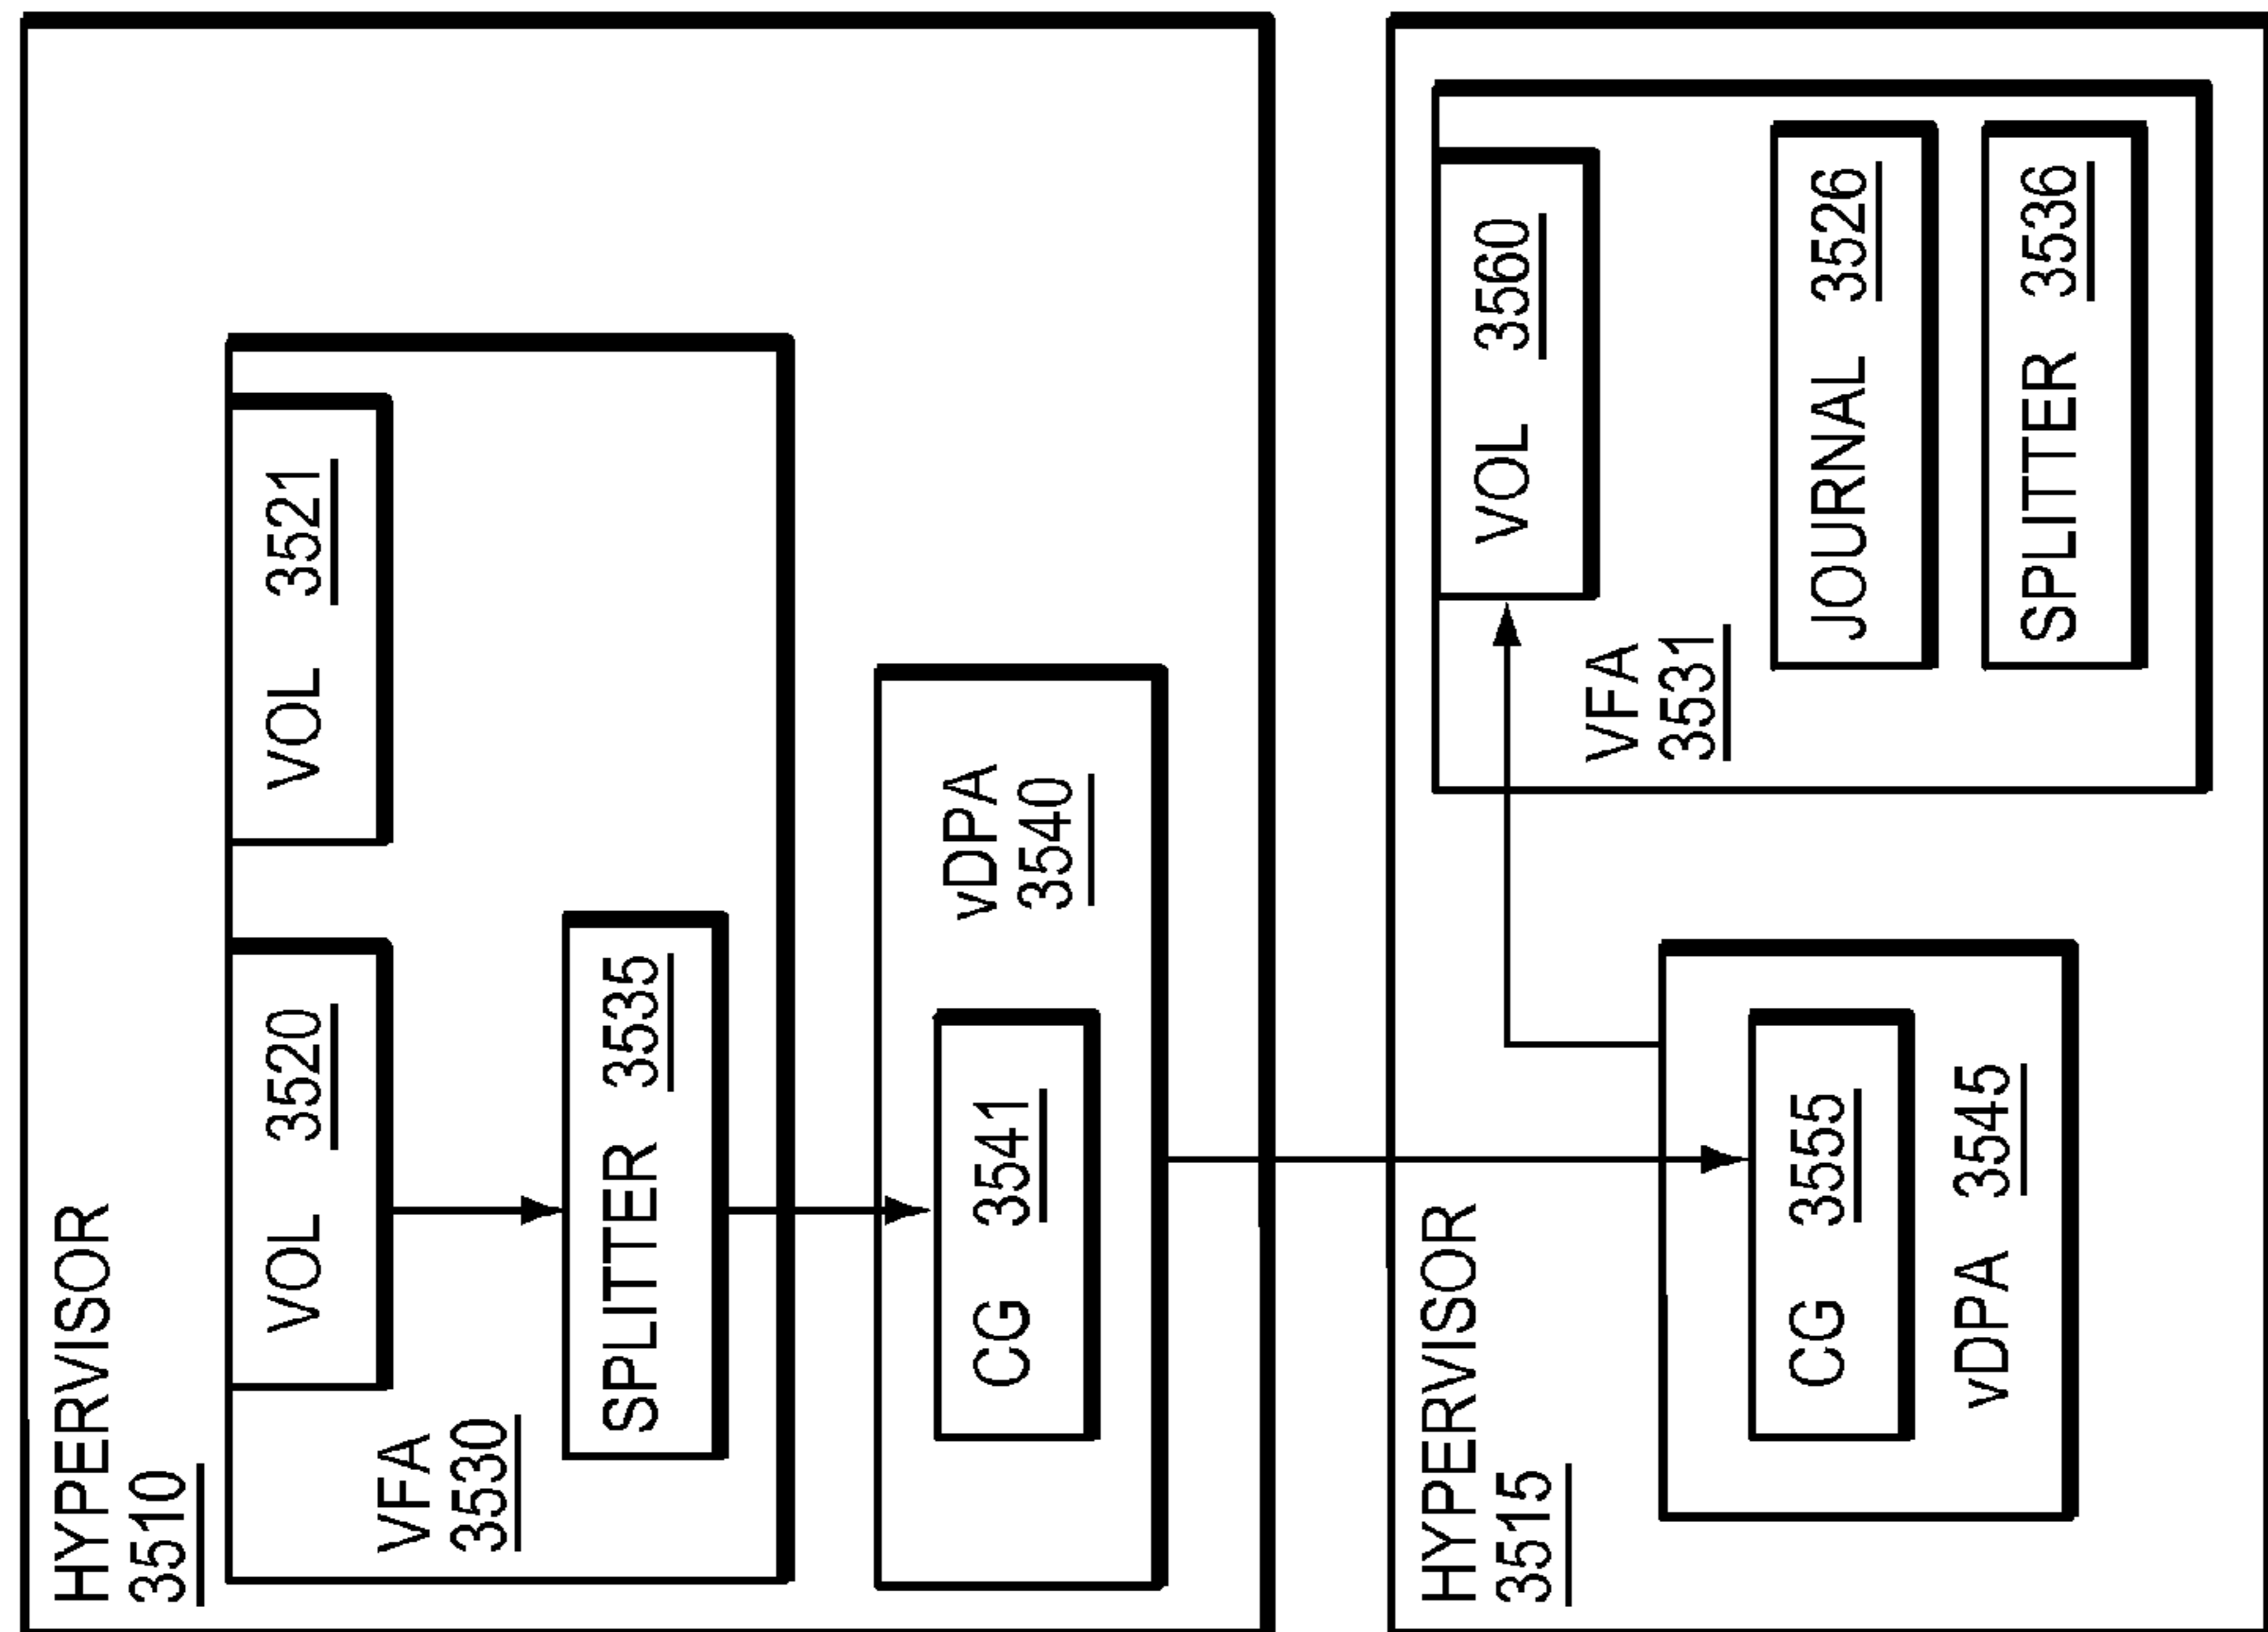 HYPERVISOR
3510
VOL 3520
VOL 3521
VFA
3530
SPLITTER 3535
CG 3541
vDPA
3540
HYPERVISOR
3515
CG 3555
vDPA 3545
VOL 3560
VFA
3531
JOURNAL 3526
SPLITTER 3536